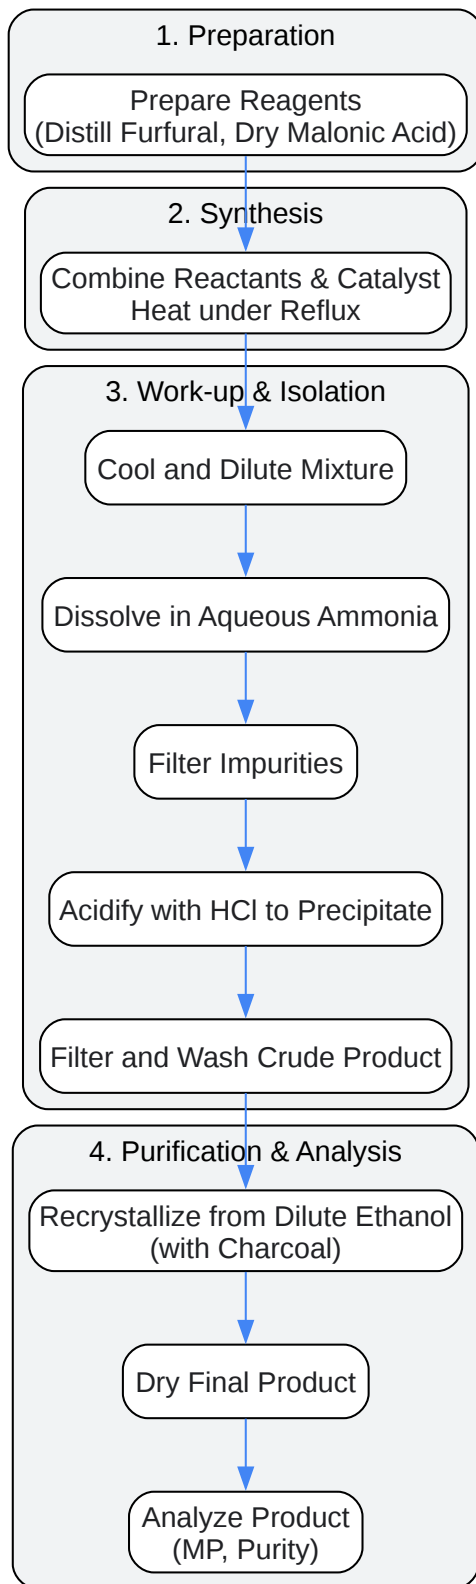 1. Preparation
Prepare Reagents
(Distill Furfural, Dry Malonic Acid)
2. Synthesis
Combine Reactants & Catalyst
Heat under Reflux
3. Work-up & Isolation
Cool and Dilute Mixture
Dissolve in Aqueous Ammonia
Filter Impurities
Acidify with HCl to Precipitate
Filter and Wash Crude Product
4. Purification & Analysis
Recrystallize from Dilute Ethanol
(with Charcoal)
Dry Final Product
Analyze Product
(MP, Purity)